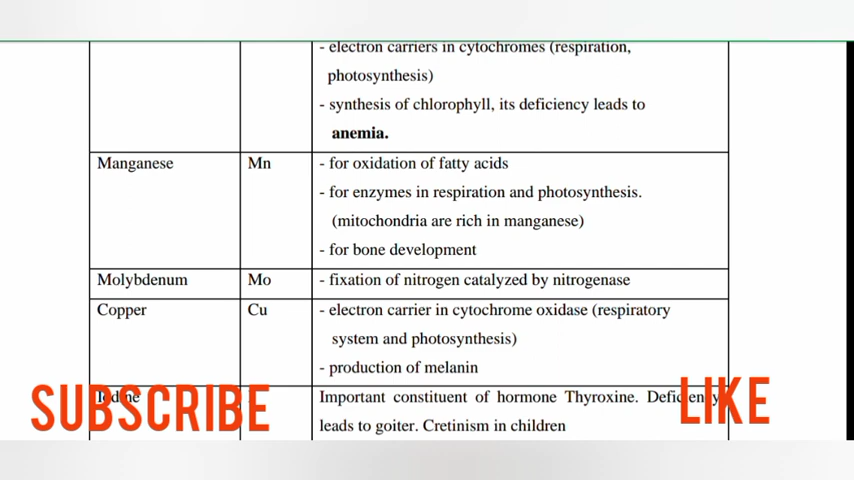 - electron carriers in cytochromes (respiration,
photosynthesis)
- synthesis of chlorophyll, its deficiency leads to
anemia.
Manganese Mn - for oxidation of fatty acids
- for enzymes in respiration and photosynthesis.
(mitochondria are rich in manganese)
- for bone development
Molybdenum Mo - fixation of nitrogen catalyzed by nitrogenase
Copper Cu - electron carrier in cytochrome oxidase (respiratory
system and photosynthesis)
- production of melanin
Iodine Important constituent of hormone Thyroxine. Deficiency
leads to goiter. Cretinism in children
SUBSCRIBE
LIKE